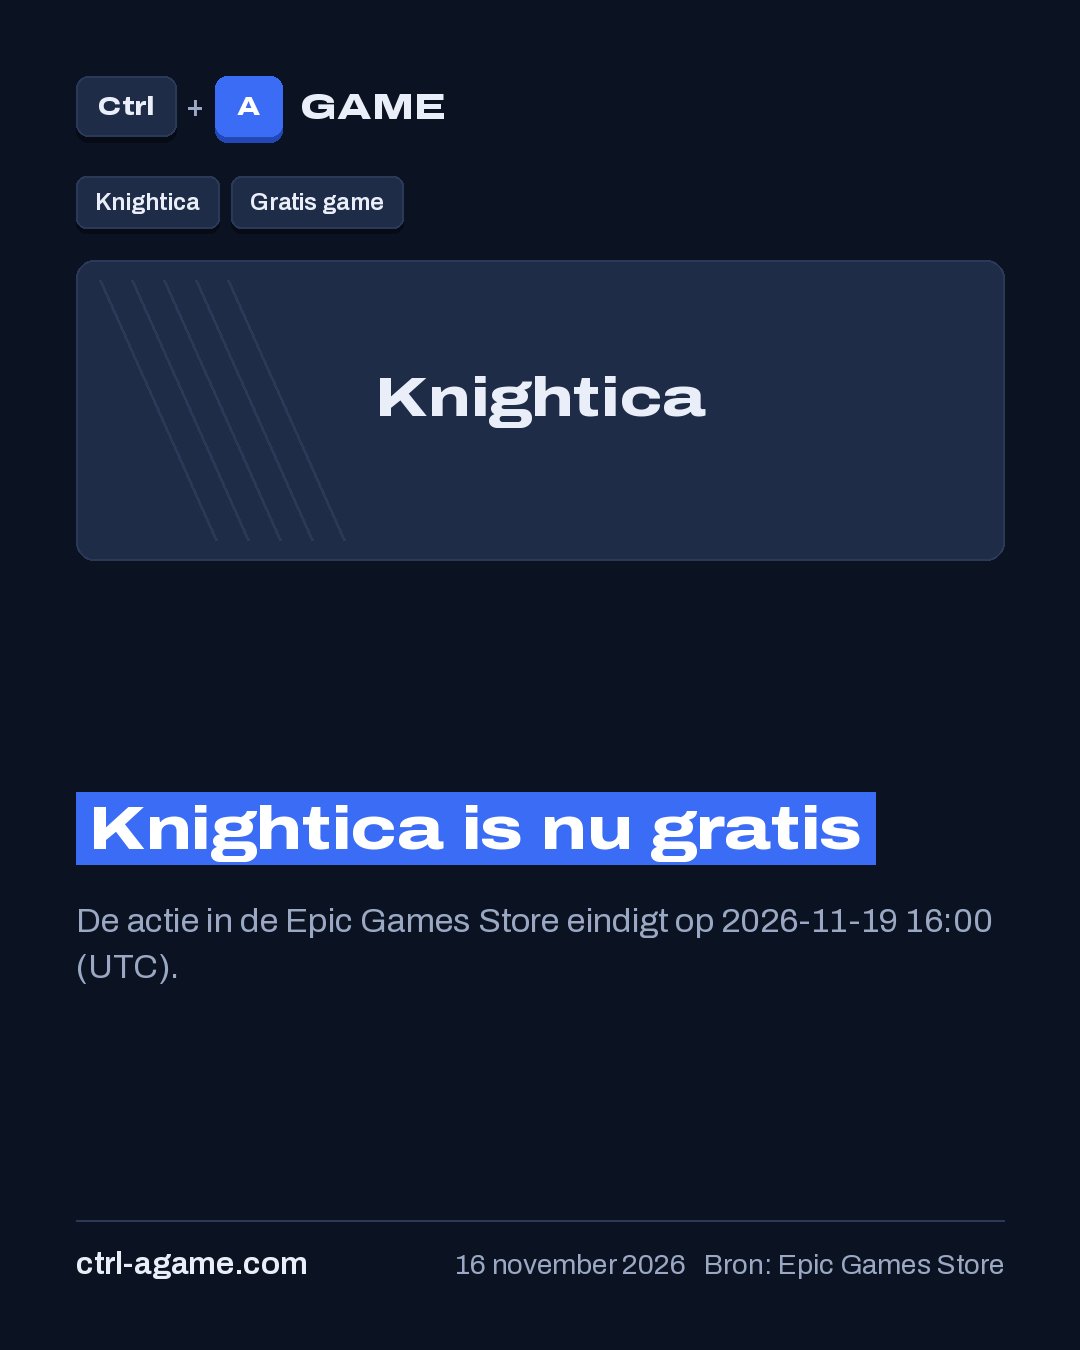 Ctrl + A GAME
Knightica Gratis game
Knightica
Knightica is nu gratis
De actie in de Epic Games Store eindigt op 2026-11-19 16:00
(UTC).
ctrl-agame.com 16 november 2026 Bron: Epic Games Store